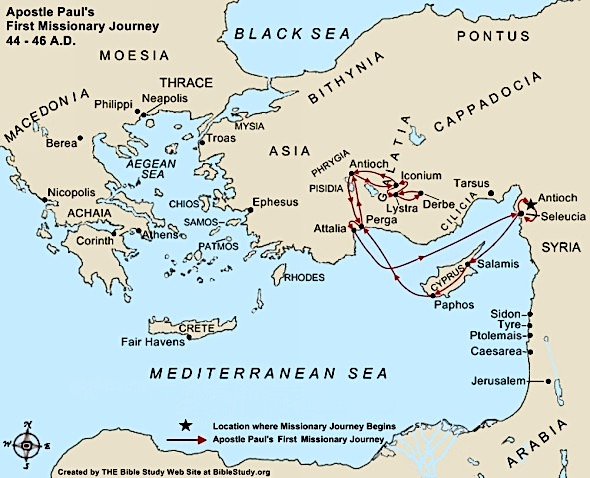 Apostle Paul's
First Missionary Journey
44 - 46 A.D.
BLACK SEA
PONTUS
MOESIA
BITHYNIA
THRACE
Neapolis
Philippi
MACEDONIA
CAPPADOCIA
MYSIA
Troas
GALATIA
Berea
ASIA
PHRYGIA
Antioch
AEGEAN
SEA
Iconium
PISIDIA
Tarsus
Nicopolis
CHIOS
Ephesus
Lystra
Derbe
CILICIA
Antioch
ACHAIA
SAMOS
Perga
Seleucia
Corinth
Athens
Attalia
PATMOS
SYRIA
RHODES
CYPRUS
Salamis
Paphos
CRETE
Fair Havens
Sidon
Tyre
Ptolemais
Caesarea
MEDITERRANEAN SEA
Jerusalem
ARABIA
N
W E
S
Location where Missionary Journey Begins
Apostle Paul's First Missionary Journey
Created by THE Bible Study Web Site at BibleStudy.org